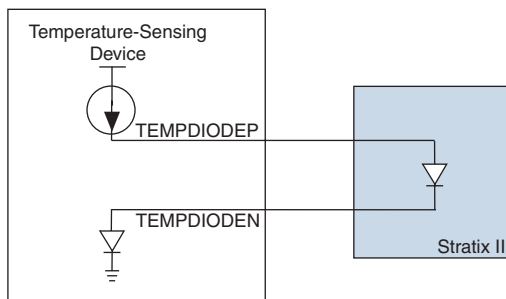 Temperature-Sensing
Device
TEMPDIODEP
TEMPDIODEN
Stratix II